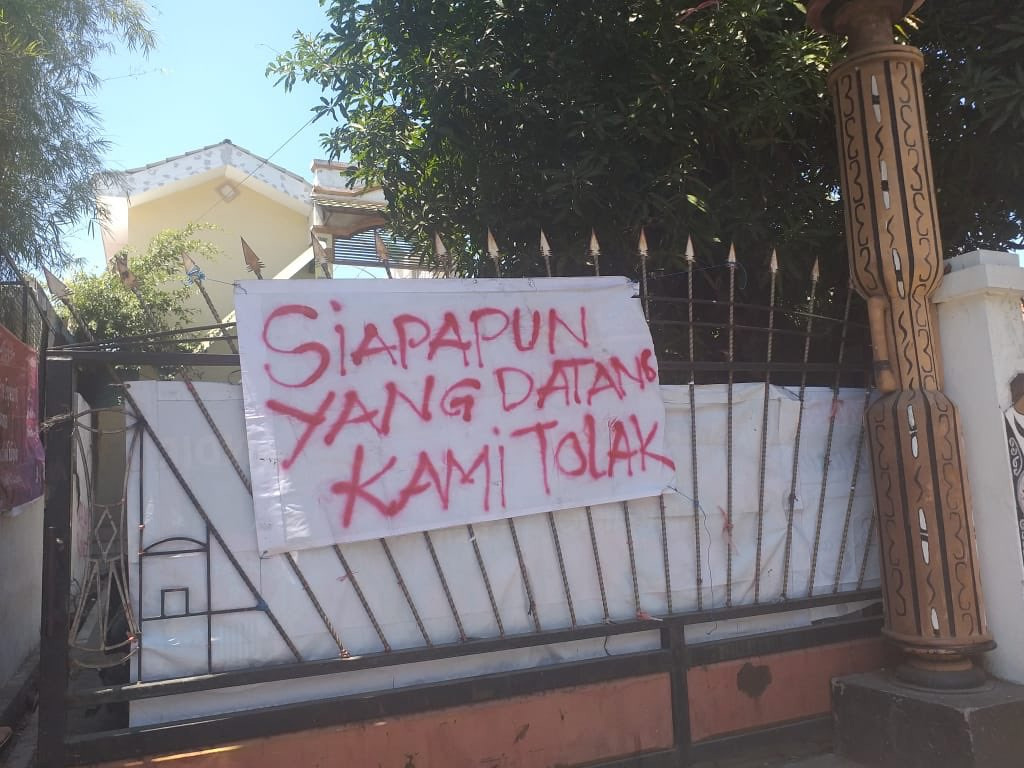 SiAPAPUN
YANG DATANG
KAMi TOLAK